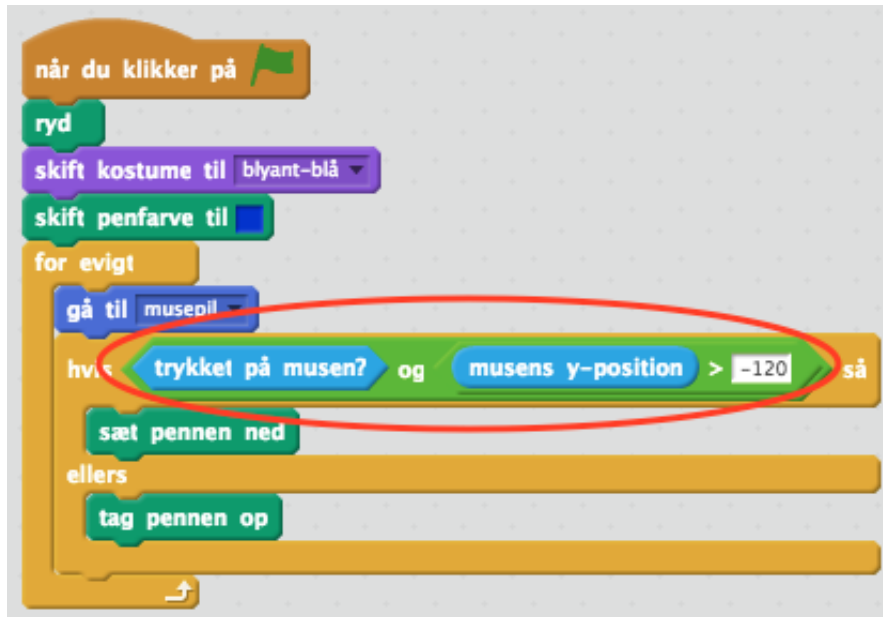 når du klikker på
ryd
skift kostume til blyant-blå
skift penfarve til
for evigt
gå til musepil
hvis trykket på musen? og musens y-position > -120 så
sæt pennen ned
ellers
tag pennen op